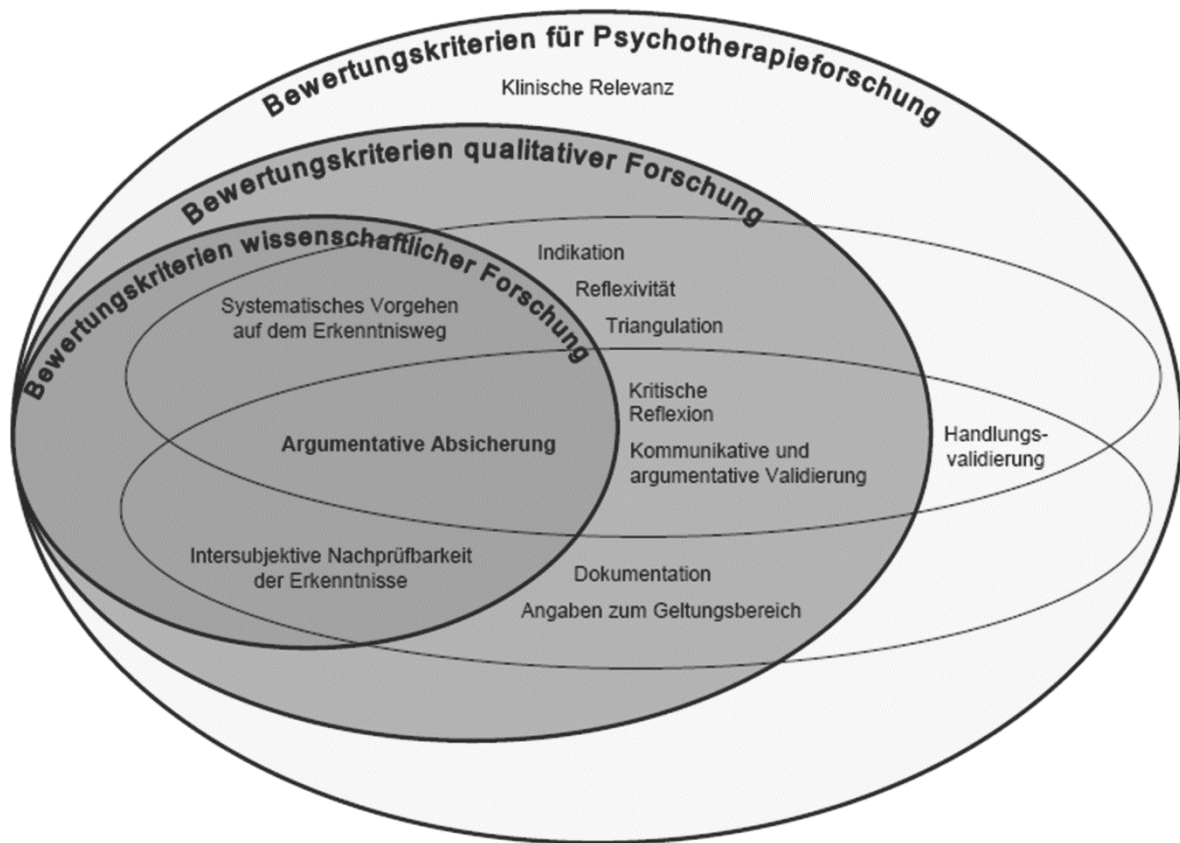 Bewertungskriterien für Psychotherapieforschung
Klinische Relevanz
Bewertungskriterien qualitativer Forschung
Bewertungskriterien wissenschaftlicher Forschung
Indikation
Reflexivität
Systematisches Vorgehen
auf dem Erkenntnisweg
Triangulation
Kritische
Reflexion
Argumentative Absicherung
Kommunikative und
argumentative Validierung
Handlungs-
validierung
Intersubjektive Nachprüfbarkeit
der Erkenntnisse
Dokumentation
Angaben zum Geltungsbereich